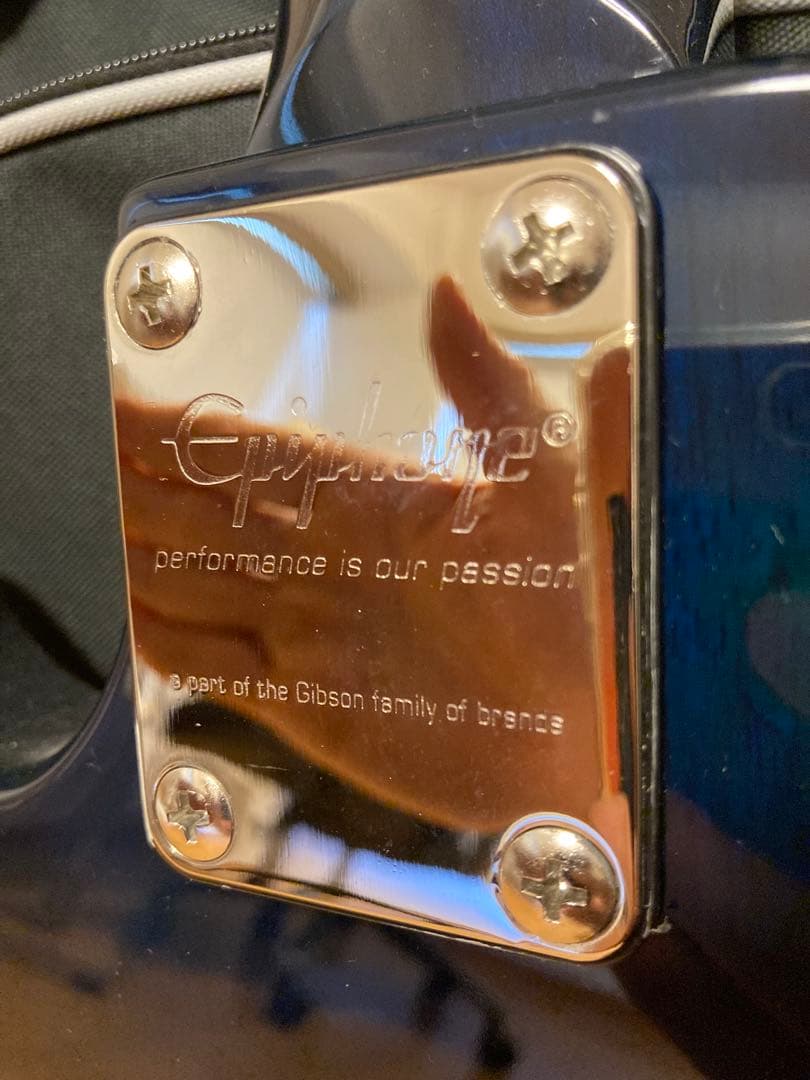 Epiphone®
performance is our passion
a part of the Gibson family of brands